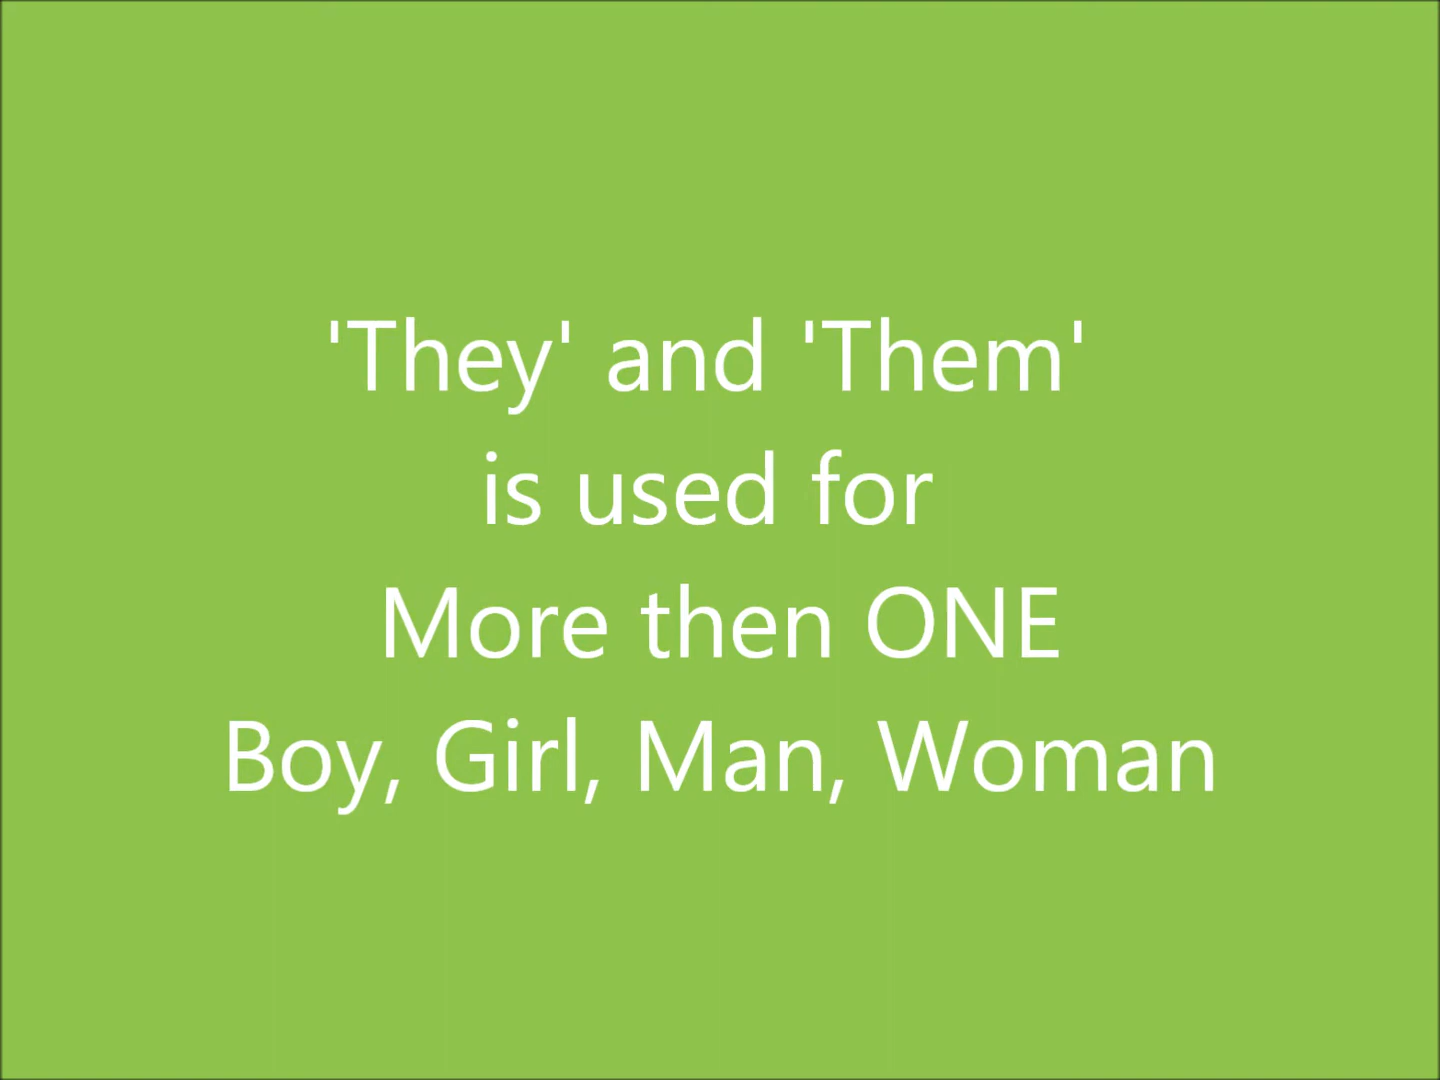 'They' and 'Them'
is used for
More then ONE
Boy, Girl, Man, Woman